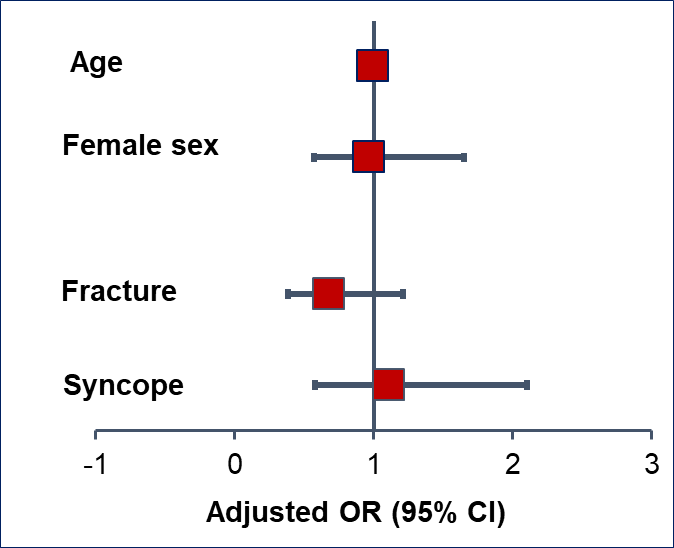 Age
Female sex
Fracture
Syncope
-1 0 1 2 3
Adjusted OR (95% CI)